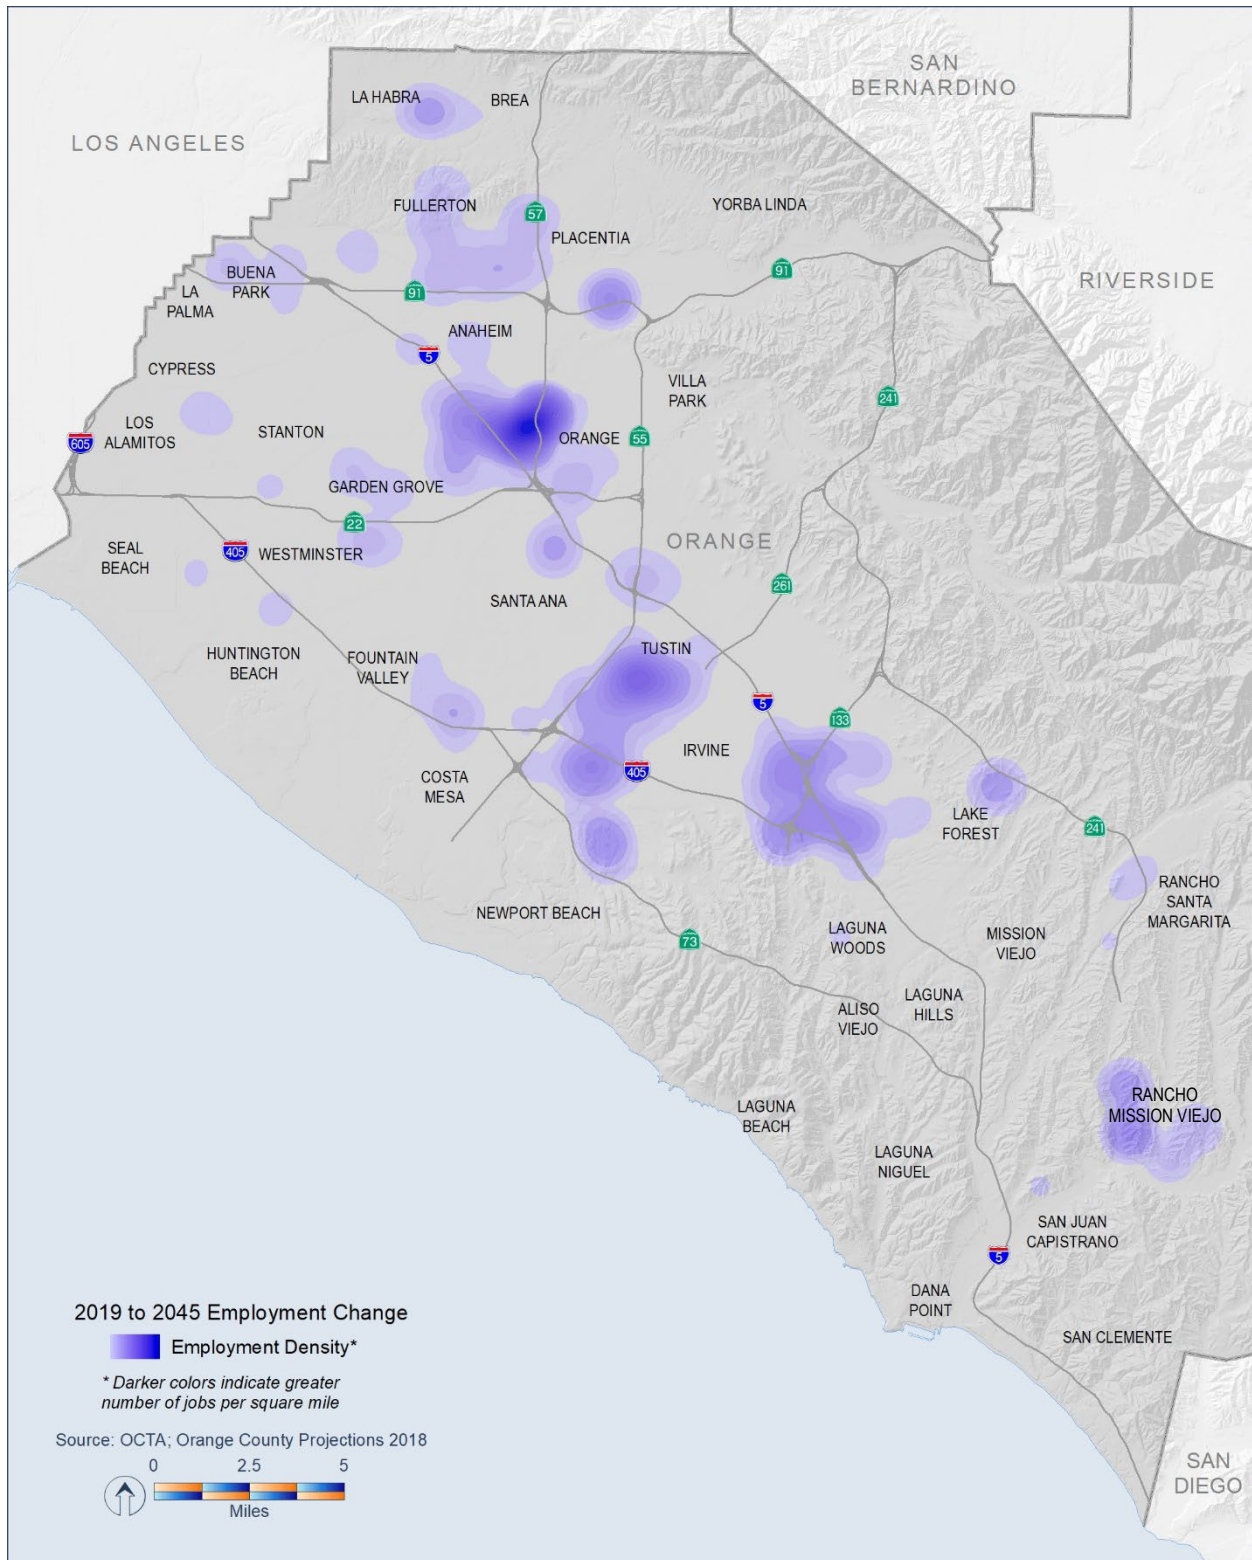 SAN
BERNARDINO
LA HABRA
BREA
LOS ANGELES
FULLERTON
57
YORBA LINDA
PLACENTIA
BUENA
PARK
91
91
RIVERSIDE
LA
PALMA
ANAHEIM
5
CYPRESS
VILLA
PARK
241
LOS
ALAMITOS
STANTON
ORANGE
55
605
GARDEN GROVE
22
SEAL
BEACH
405
WESTMINSTER
ORANGE
261
SANTA ANA
HUNTINGTON
BEACH
FOUNTAIN
VALLEY
TUSTIN
5
133
IRVINE
405
COSTA
MESA
LAKE
FOREST
241
RANCHO
SANTA
MARGARITA
NEWPORT BEACH
73
LAGUNA
WOODS
MISSION
VIEJO
LAGUNA
HILLS
ALISO
VIEJO
LAGUNA
BEACH
RANCHO
MISSION VIEJO
LAGUNA
NIGUEL
SAN JUAN
CAPISTRANO
5
DANA
POINT
SAN CLEMENTE
SAN
DIEGO
2019 to 2045 Employment Change
Employment Density*
* Darker colors indicate greater
number of jobs per square mile
Source: OCTA; Orange County Projections 2018
0 2.5 5
Miles